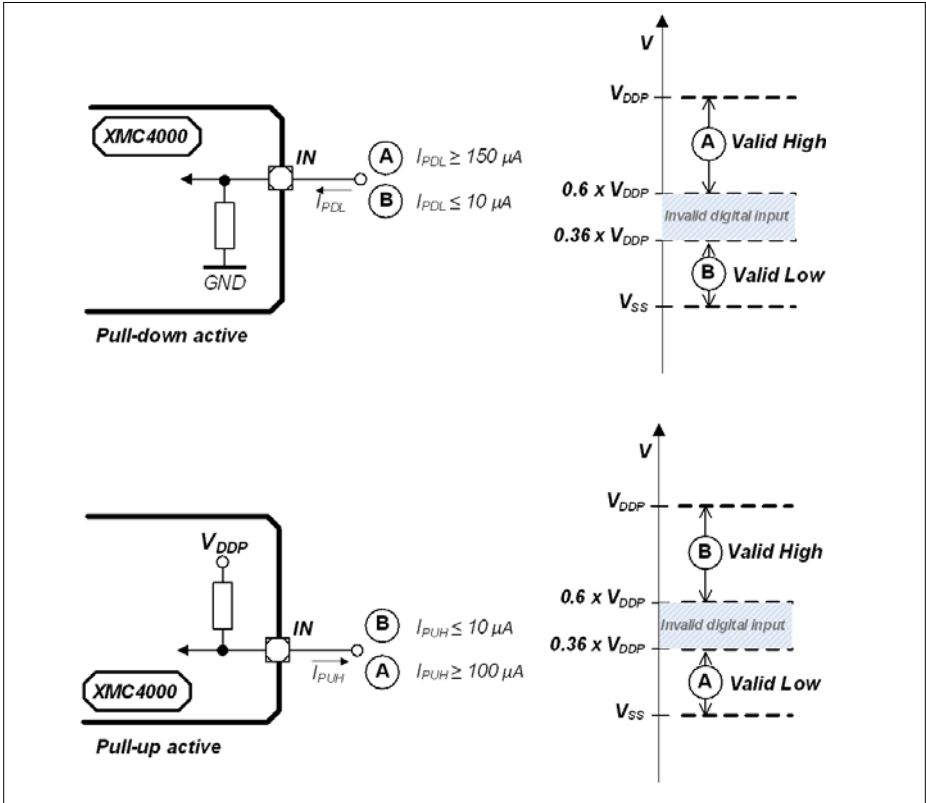 XMC4000
IN
A I_PDL ≥ 150 µA
I_PDL
B I_PDL ≤ 10 µA
GND
Pull-down active
V
V_DDP
A Valid High
0.6 x V_DDP
Invalid digital input
0.36 x V_DDP
B Valid Low
V_SS
V_DDP
IN
B I_PUH ≤ 10 µA
I_PUH
A I_PUH ≥ 100 µA
XMC4000
Pull-up active
V
V_DDP
B Valid High
0.6 x V_DDP
Invalid digital input
0.36 x V_DDP
A Valid Low
V_SS